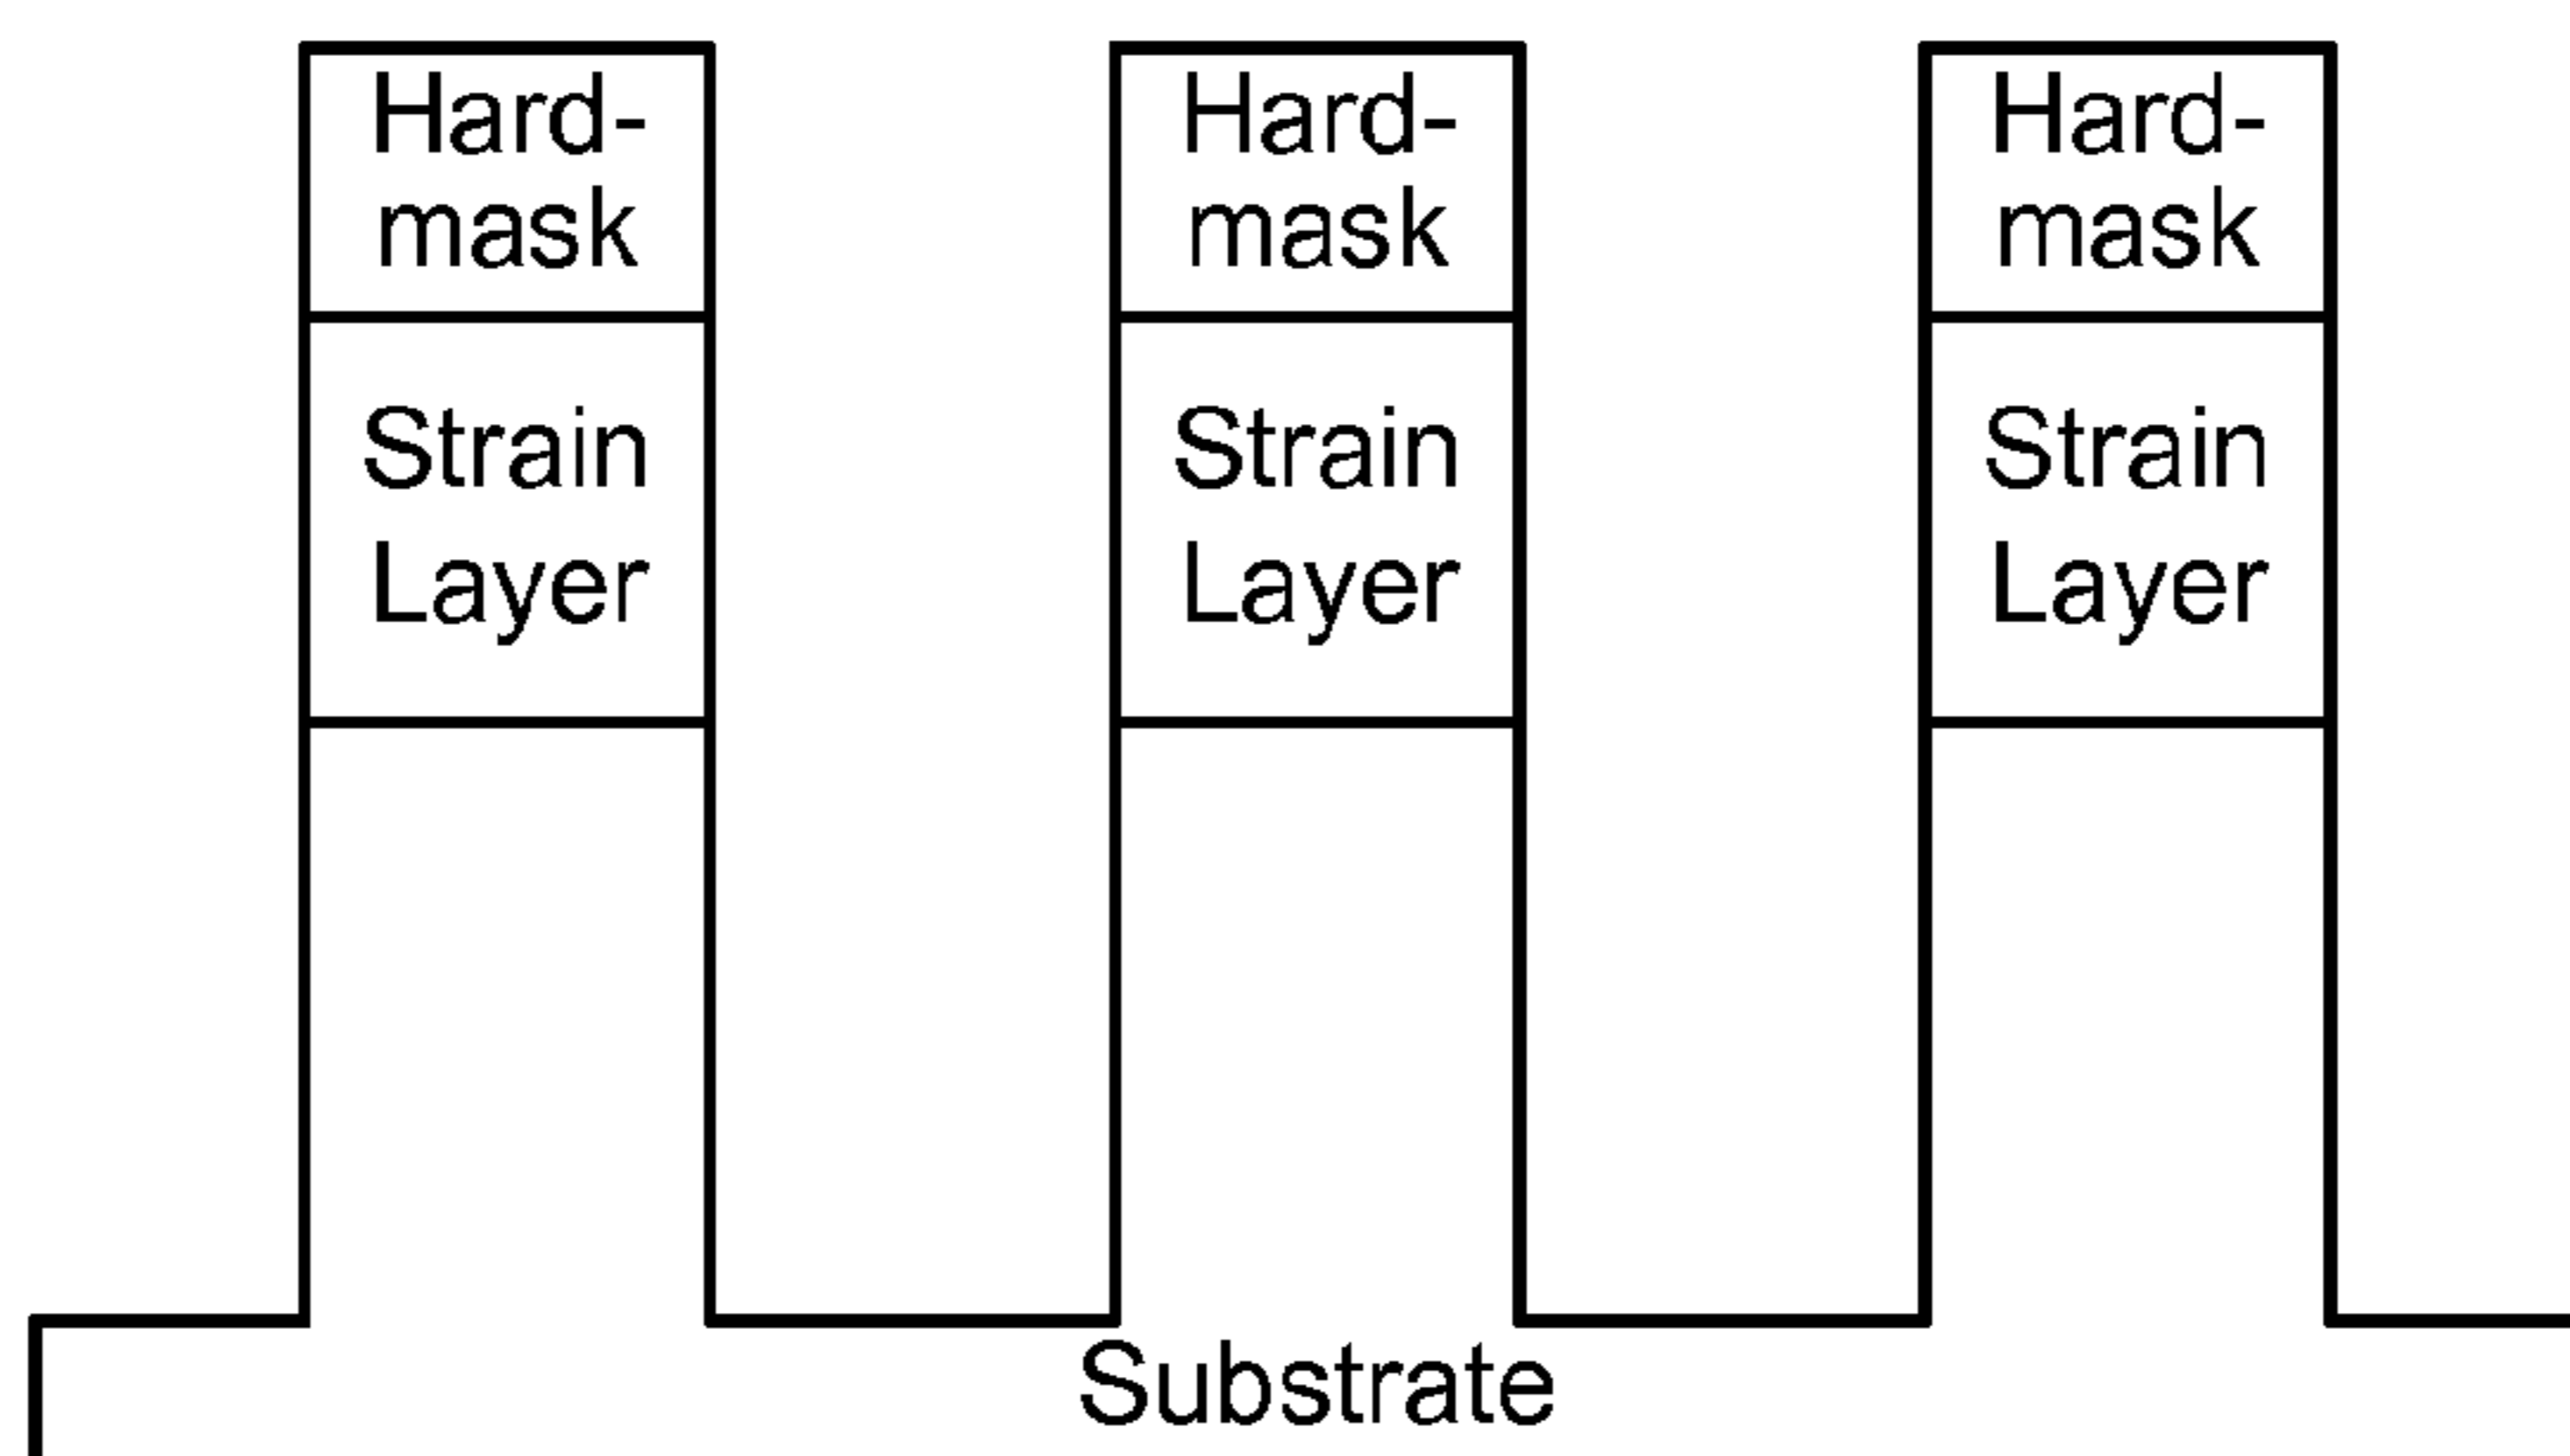 Hard-
mask
Hard-
mask
Hard-
mask
Strain
Layer
Strain
Layer
Strain
Layer
Substrate